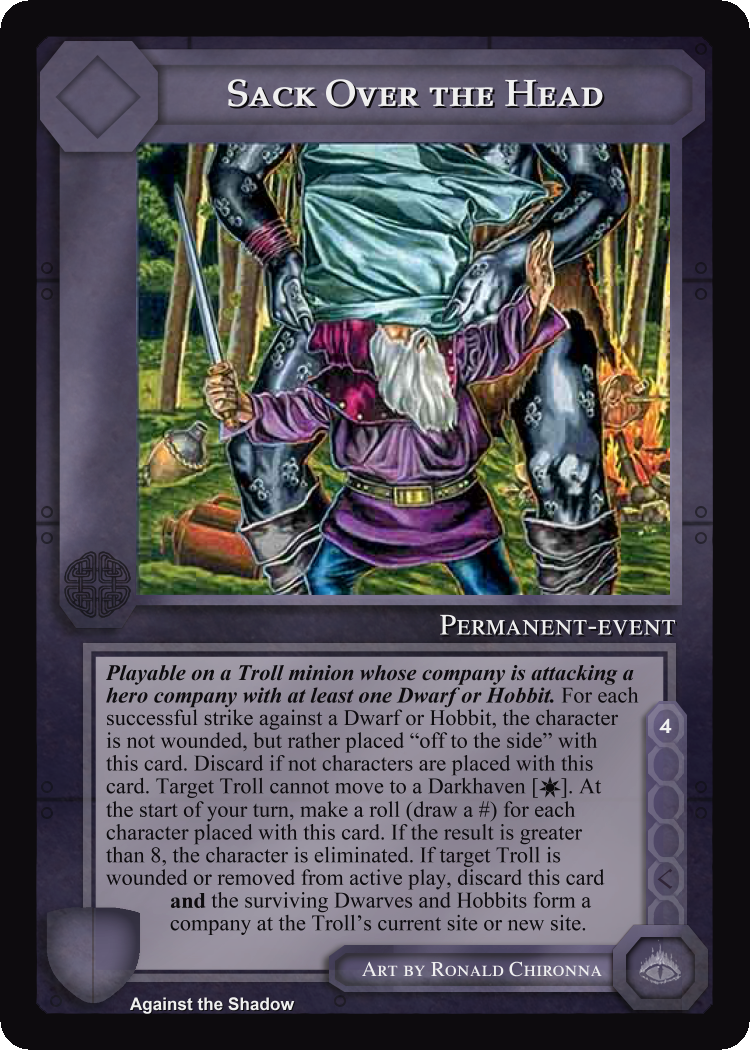 Sack Over the Head
Permanent-event
Playable on a Troll minion whose company is attacking a
hero company with at least one Dwarf or Hobbit. For each
successful strike against a Dwarf or Hobbit, the character
is not wounded, but rather placed “off to the side” with
this card. Discard if not characters are placed with this
card. Target Troll cannot move to a Darkhaven [☀]. At
the start of your turn, make a roll (draw a #) for each
character placed with this card. If the result is greater
than 8, the character is eliminated. If target Troll is
wounded or removed from active play, discard this card
and the surviving Dwarves and Hobbits form a
company at the Troll’s current site or new site.
4
Art by Ronald Chironna
Against the Shadow